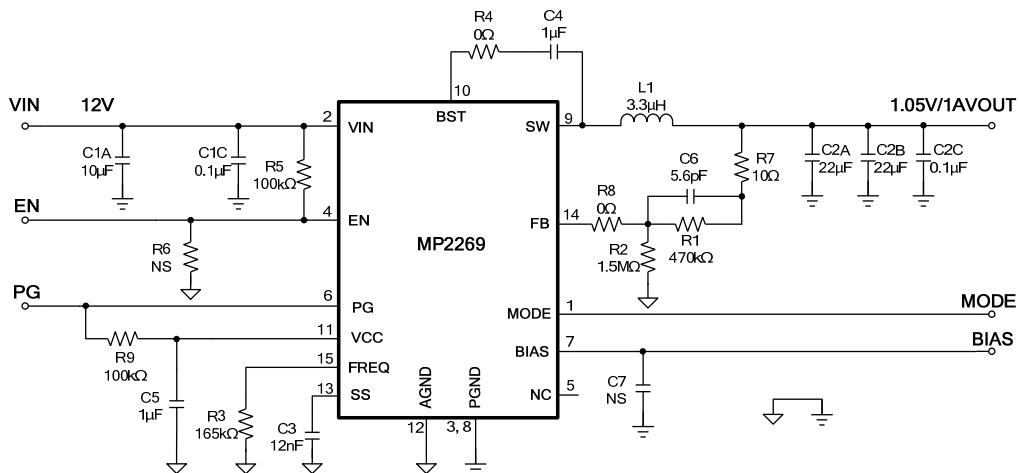 R4
0Ω
C4
1µF
10
BST
VIN
12V
2
VIN
C1A
10µF
C1C
0.1µF
R5
100kΩ
EN
4
EN
R6
NS
PG
6
PG
11
VCC
R9
100kΩ
15
FREQ
13
SS
C5
1µF
R3
165kΩ
C3
12nF
MP2269
AGND
12
PGND
3, 8
SW
9
L1
3.3µH
1.05V/1AVOUT
C6
5.6pF
R7
10Ω
C2A
22µF
C2B
22µF
C2C
0.1µF
R8
0Ω
FB
14
R2
1.5MΩ
R1
470kΩ
MODE
1
MODE
BIAS
7
BIAS
NC
5
C7
NS